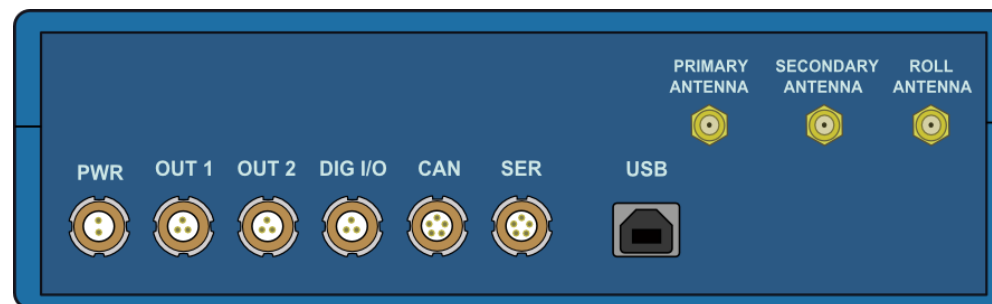 PRIMARY
ANTENNA
SECONDARY
ANTENNA
ROLL
ANTENNA
PWR
OUT 1
OUT 2
DIG I/O
CAN
SER
USB